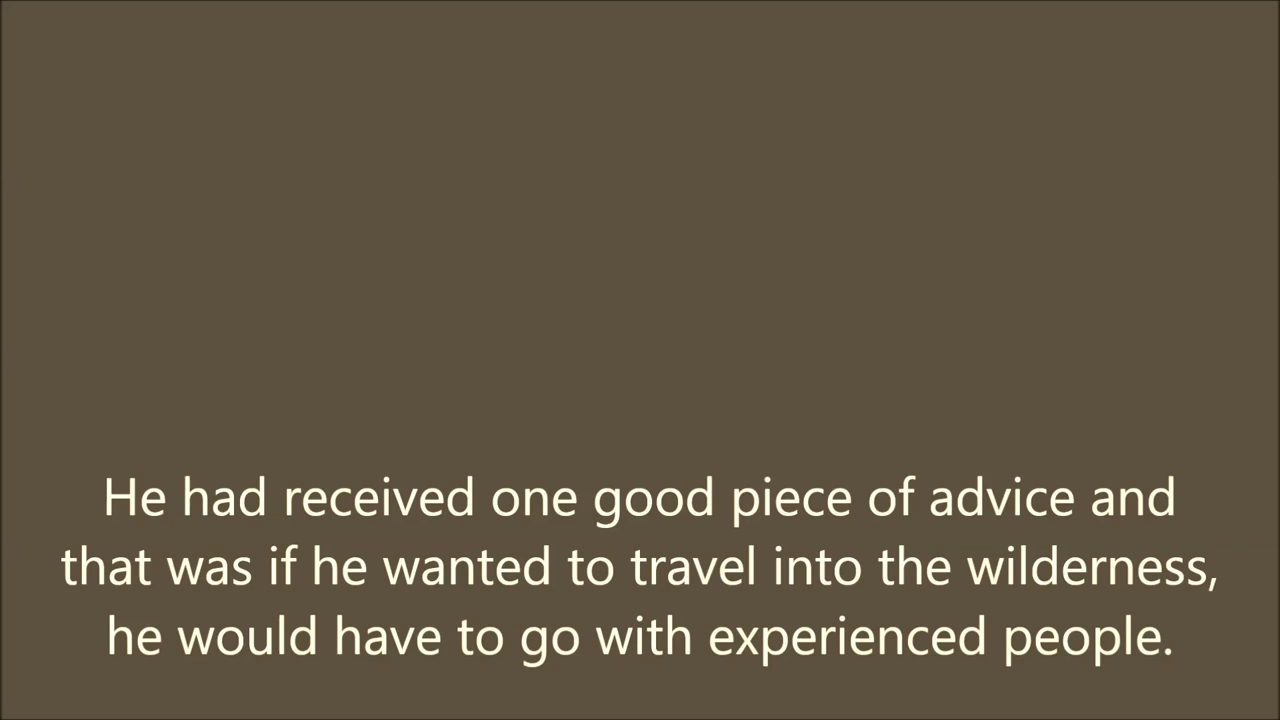 He had received one good piece of advice and
that was if he wanted to travel into the wilderness,
he would have to go with experienced people.